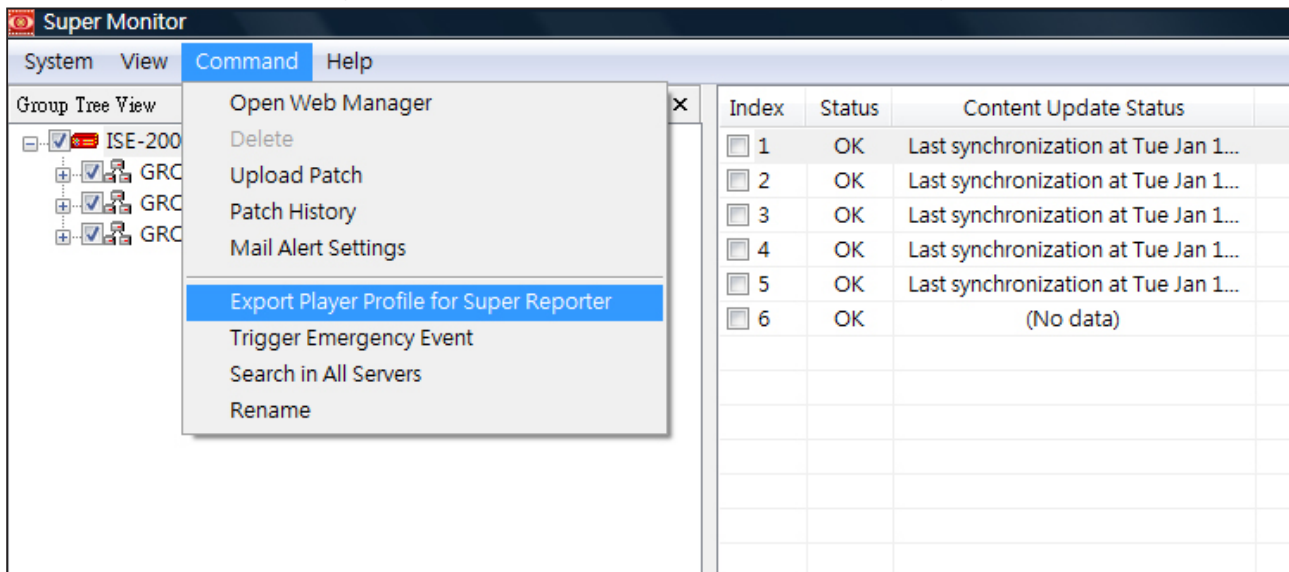 Super Monitor
System View Command Help
Group Tree View
ISE-200
GRC
GRC
GRC
Open Web Manager
Delete
Upload Patch
Patch History
Mail Alert Settings
Export Player Profile for Super Reporter
Trigger Emergency Event
Search in All Servers
Rename
Index Status Content Update Status
1 OK Last synchronization at Tue Jan 1...
2 OK Last synchronization at Tue Jan 1...
3 OK Last synchronization at Tue Jan 1...
4 OK Last synchronization at Tue Jan 1...
5 OK Last synchronization at Tue Jan 1...
6 OK (No data)